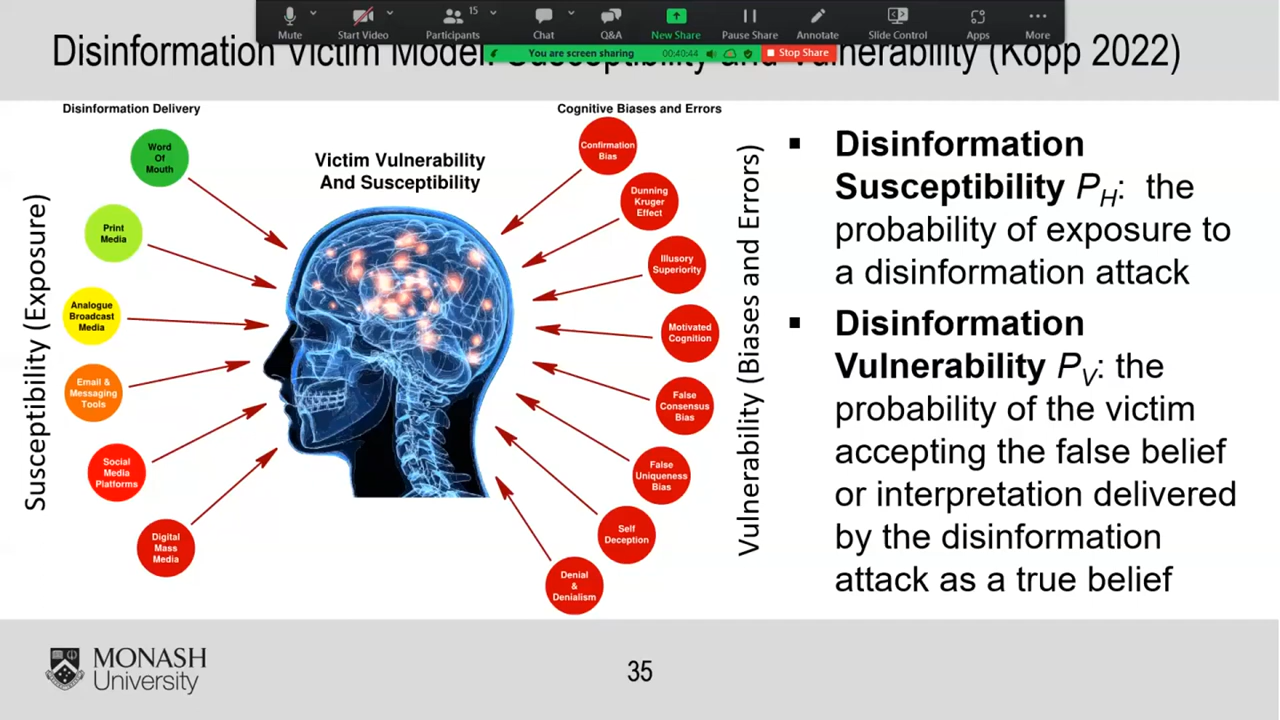 Mute
Start Video
15
Participants
Chat
Q&A
New Share
Pause Share
Annotate
Slide Control
Apps
More
You are screen sharing
00:40:44
Stop Share
Disinformation Victim Model: Susceptibility and Vulnerability (Kopp 2022)
Disinformation Delivery
Cognitive Biases and Errors
Victim Vulnerability
And Susceptibility
Susceptibility (Exposure)
Word
Of
Mouth
Print
Media
Analogue
Broadcast
Media
Email &
Messaging
Tools
Social
Media
Platforms
Digital
Mass
Media
Confirmation
Bias
Dunning
Kruger
Effect
Illusory
Superiority
Motivated
Cognition
False
Consensus
Bias
False
Uniqueness
Bias
Self
Deception
Denial
&
Denialism
Vulnerability (Biases and Errors)
▪ Disinformation
Susceptibility PH: the
probability of exposure to
a disinformation attack
▪ Disinformation
Vulnerability PV: the
probability of the victim
accepting the false belief
or interpretation delivered
by the disinformation
attack as a true belief
MONASH
University
35